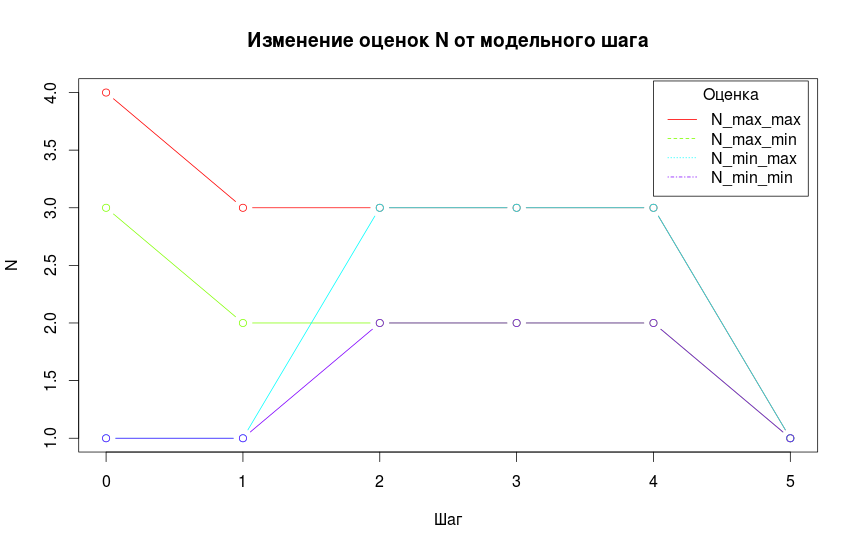 Изменение оценок N от модельного шага
Оценка
N_max_max
N_max_min
N_min_max
N_min_min
4.0
3.5
3.0
2.5
2.0
1.5
1.0
N
0 1 2 3 4 5
Шаг